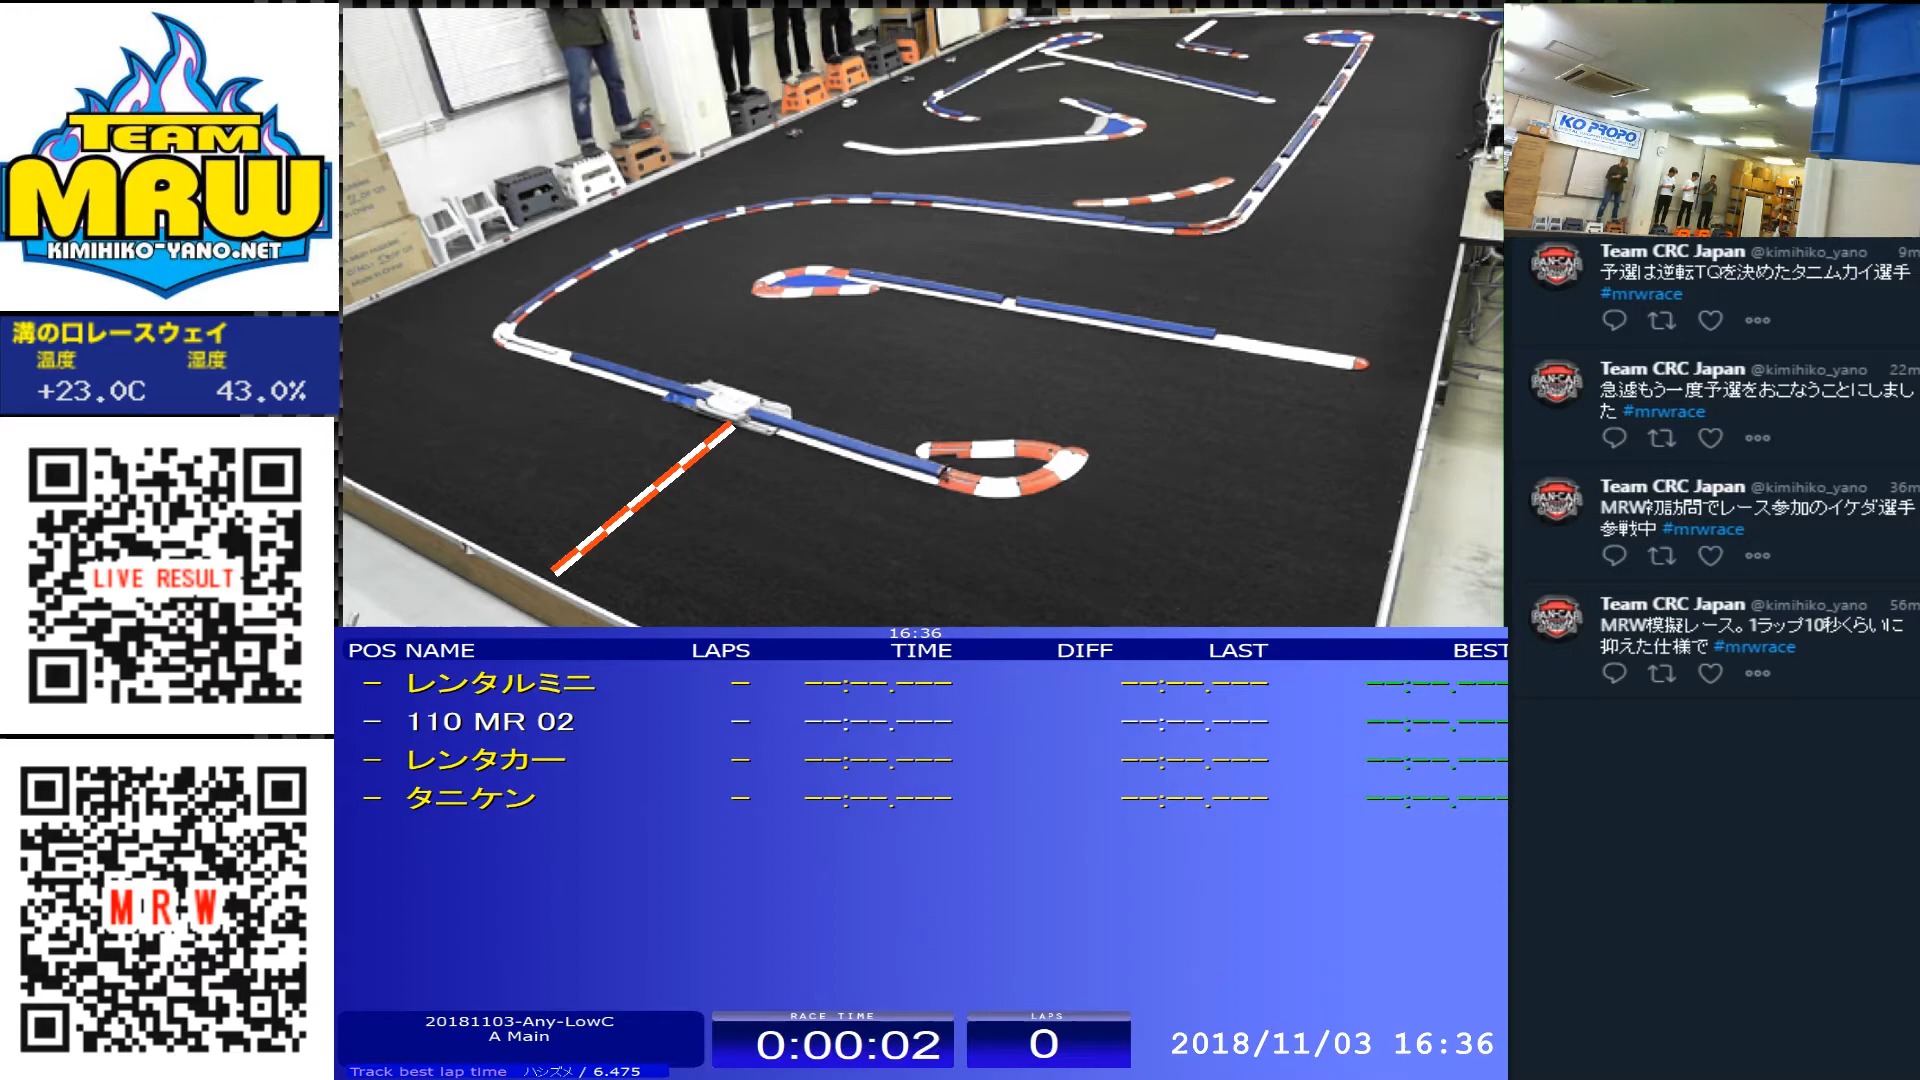 TEAM
MRW
KIMIHIKO-YANO.NET
溝の口レースウェイ
温度 湿度
+23.0C 43.0%
LIVE RESULT
MRW
KO PROPO
16:36
POS NAME LAPS TIME DIFF LAST BEST
– レンタルミニ – --:--.--- --:--.--- --:--.---
– 110 MR 02 – --:--.--- --:--.--- --:--.---
– レンタカー – --:--.--- --:--.--- --:--.---
– タニケン – --:--.--- --:--.--- --:--.---
20181103-Any-LowC
A Main
Track best lap time ハシズメ / 6.475
RACE TIME
0:00:02
LAPS
0
2018/11/03 16:36
Team CRC Japan @kimihiko_yano 9m
予選は逆転TQを決めたタニムカイ選手
#mrwrace
Team CRC Japan @kimihiko_yano 22m
急遽もう一度予選をおこなうことにしまし
た #mrwrace
Team CRC Japan @kimihiko_yano 36m
MRW初訪問でレース参加のイケダ選手
参戦中 #mrwrace
Team CRC Japan @kimihiko_yano 56m
MRW模擬レース。1ラップ10秒くらいに
抑えた仕様で #mrwrace